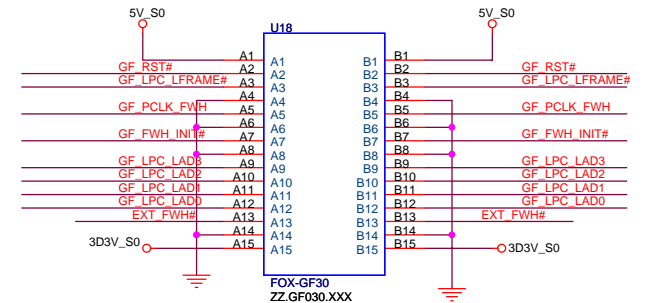 5V_S0 5V_S0
U18
A1 A1 B1 B1
GF_RST# A2 A2 B2 B2 GF_RST#
GF_LPC_LFRAME# A3 A3 B3 B3 GF_LPC_LFRAME#
A4 A4 B4 B4
GF_PCLK_FWH A5 A5 B5 B5 GF_PCLK_FWH
A6 A6 B6 B6
GF_FWH_INIT# A7 A7 B7 B7 GF_FWH_INIT#
A8 A8 B8 B8
GF_LPC_LAD3 A9 A9 B9 B9 GF_LPC_LAD3
GF_LPC_LAD2 A10 A10 B10 B10 GF_LPC_LAD2
GF_LPC_LAD1 A11 A11 B11 B11 GF_LPC_LAD1
GF_LPC_LAD0 A12 A12 B12 B12 GF_LPC_LAD0
EXT_FWH# A13 A13 B13 B13 EXT_FWH#
A14 A14 B14 B14
3D3V_S0 A15 A15 B15 B15 3D3V_S0
FOX-GF30
ZZ.GF030.XXX